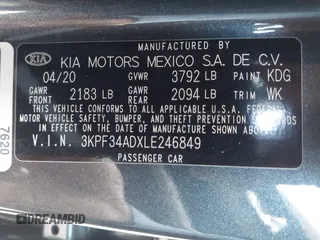 MANUFACTURED BY
KIA KIA MOTORS MEXICO S.A. DE C.V.
04/20 GVWR 3792 LB PAINT KDG
GAWR FRONT 2183 LB GAWR REAR 2094 LB TRIM WK
THIS VEHICLE CONFORMS TO ALL APPLICABLE U.S. FEDERAL
MOTOR VEHICLE SAFETY, BUMPER, AND THEFT PREVENTION
STANDARDS IN EFFECT ON THE DATE OF MANUFACTURE SHOWN ABOVE.
V.I.N. 3KPF34ADXLE246849
PASSENGER CAR
7620
DREAMBID